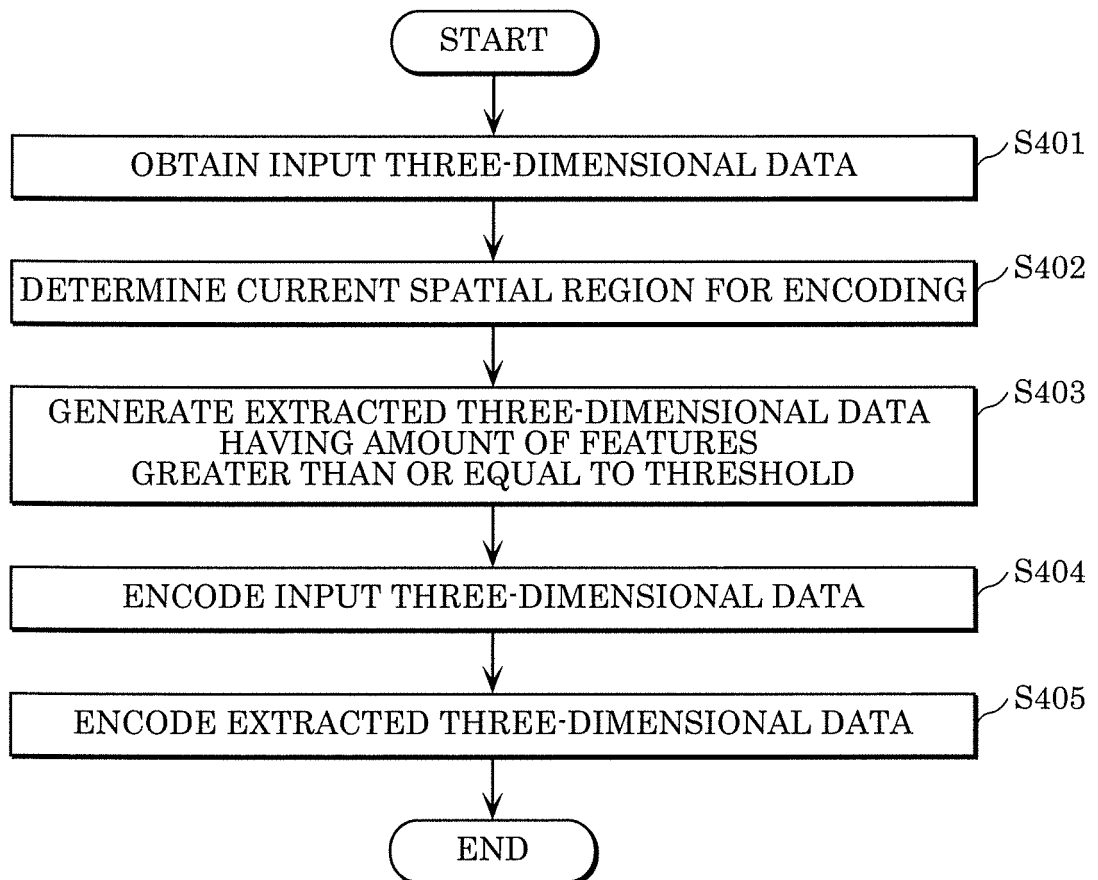 START
OBTAIN INPUT THREE-DIMENSIONAL DATA
S401
DETERMINE CURRENT SPATIAL REGION FOR ENCODING
S402
GENERATE EXTRACTED THREE-DIMENSIONAL DATA
HAVING AMOUNT OF FEATURES
GREATER THAN OR EQUAL TO THRESHOLD
S403
ENCODE INPUT THREE-DIMENSIONAL DATA
S404
ENCODE EXTRACTED THREE-DIMENSIONAL DATA
S405
END